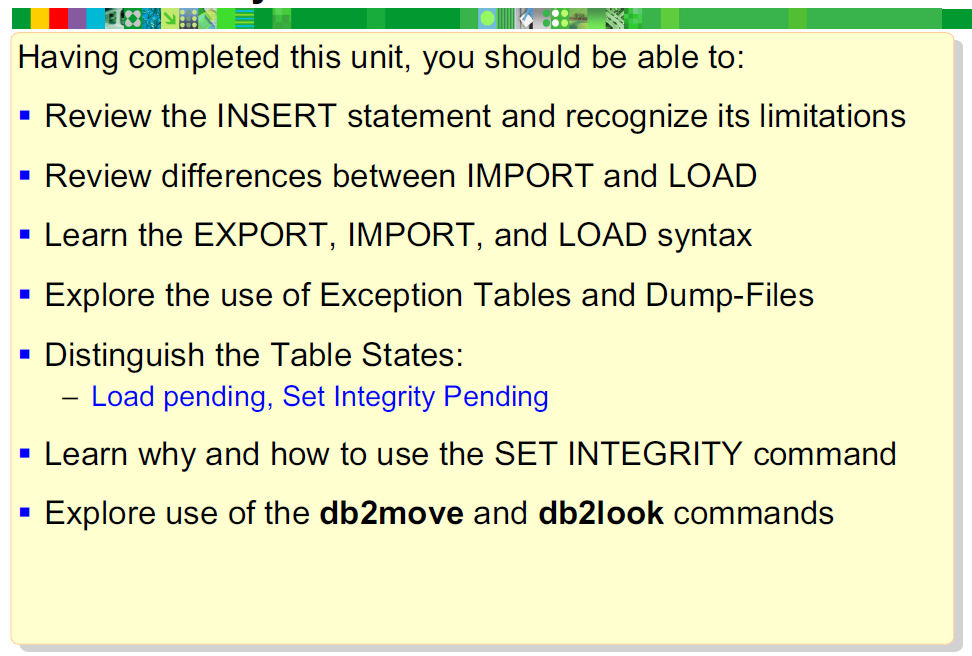 Having completed this unit, you should be able to:
▪ Review the INSERT statement and recognize its limitations
▪ Review differences between IMPORT and LOAD
▪ Learn the EXPORT, IMPORT, and LOAD syntax
▪ Explore the use of Exception Tables and Dump-Files
▪ Distinguish the Table States:
– Load pending, Set Integrity Pending
▪ Learn why and how to use the SET INTEGRITY command
▪ Explore use of the db2move and db2look commands